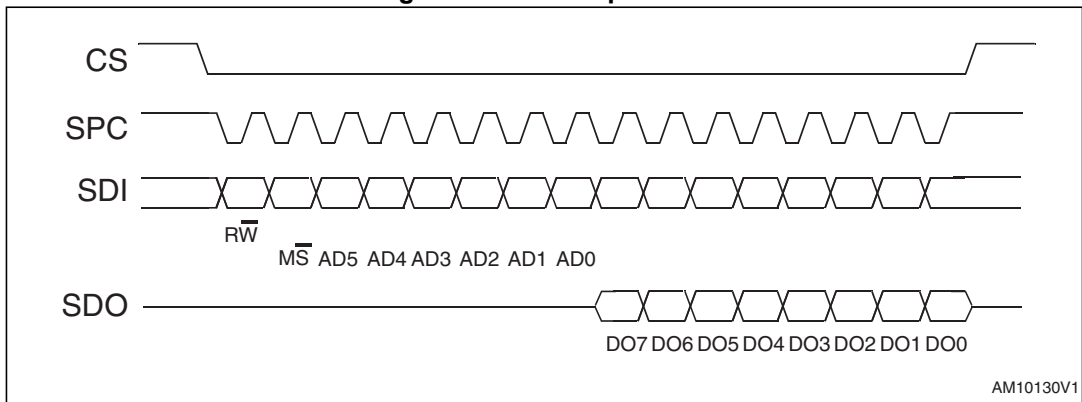 CS
SPC
SDI
RW̅
MS̅ AD5 AD4 AD3 AD2 AD1 AD0
SDO
DO7 DO6 DO5 DO4 DO3 DO2 DO1 DO0
AM10130V1